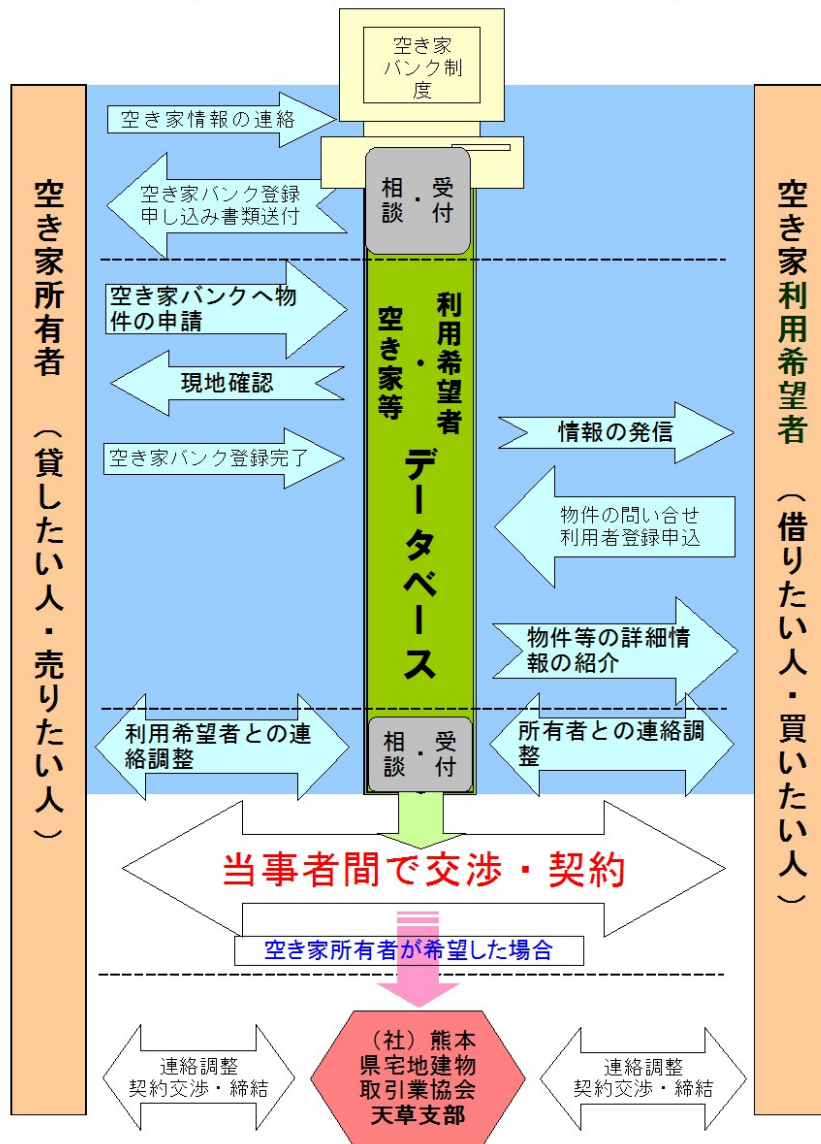 空き家
バンク制
度
空き家所有者（貸したい人・売りたい人）
空き家利用希望者（借りたい人・買いたい人）
空き家情報の連絡
相談・受付
空き家バンク登録
申し込み書類送付
空き家バンクへ物
件の申請
利用希望者
・
空き家等
データベース
現地確認
空き家バンク登録完了
情報の発信
物件の問い合せ
利用者登録申込
物件等の詳細情
報の紹介
利用希望者との連
絡調整
相談・受付
所有者との連絡調
整
当事者間で交渉・契約
空き家所有者が希望した場合
連絡調整
契約交渉・締結
（社）熊本
県宅地建物
取引業協会
天草支部
連絡調整
契約交渉・締結